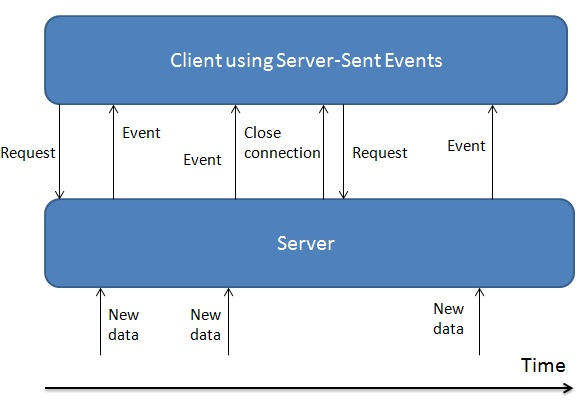 Client using Server-Sent Events
Request
Event
Event
Close
connection
Request
Event
Server
New
data
New
data
New
data
Time